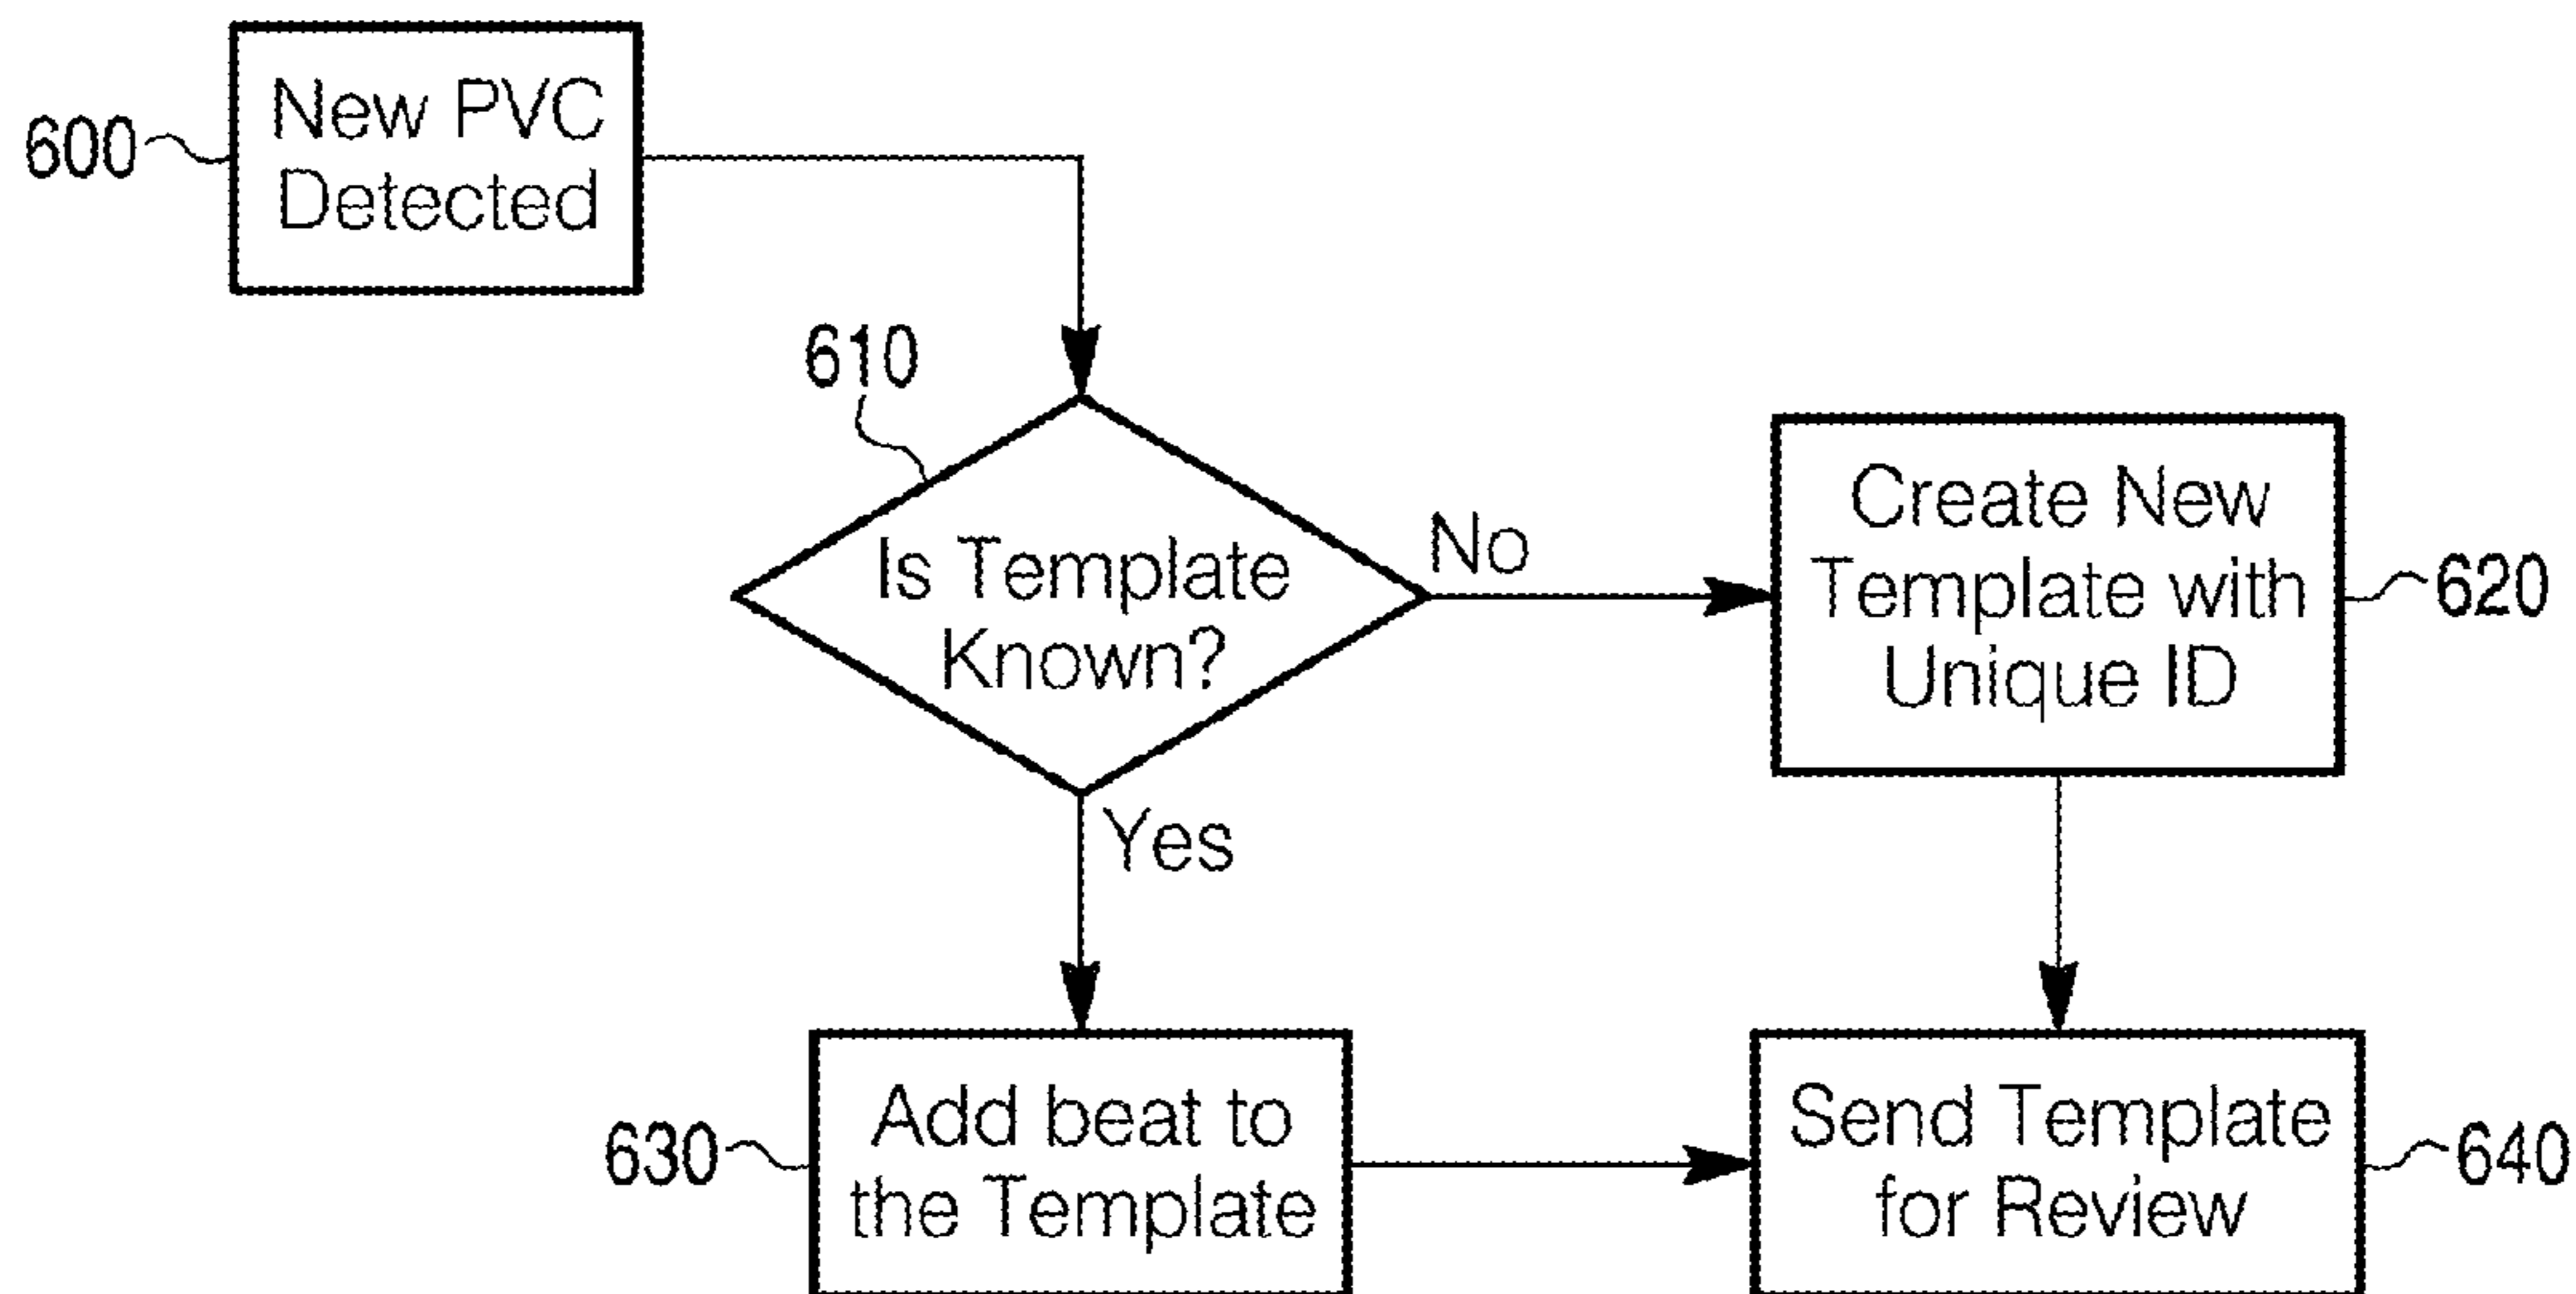 600
New PVC
Detected
610
Is Template
Known?
No
Create New
Template with
Unique ID
620
Yes
630
Add beat to
the Template
Send Template
for Review
640